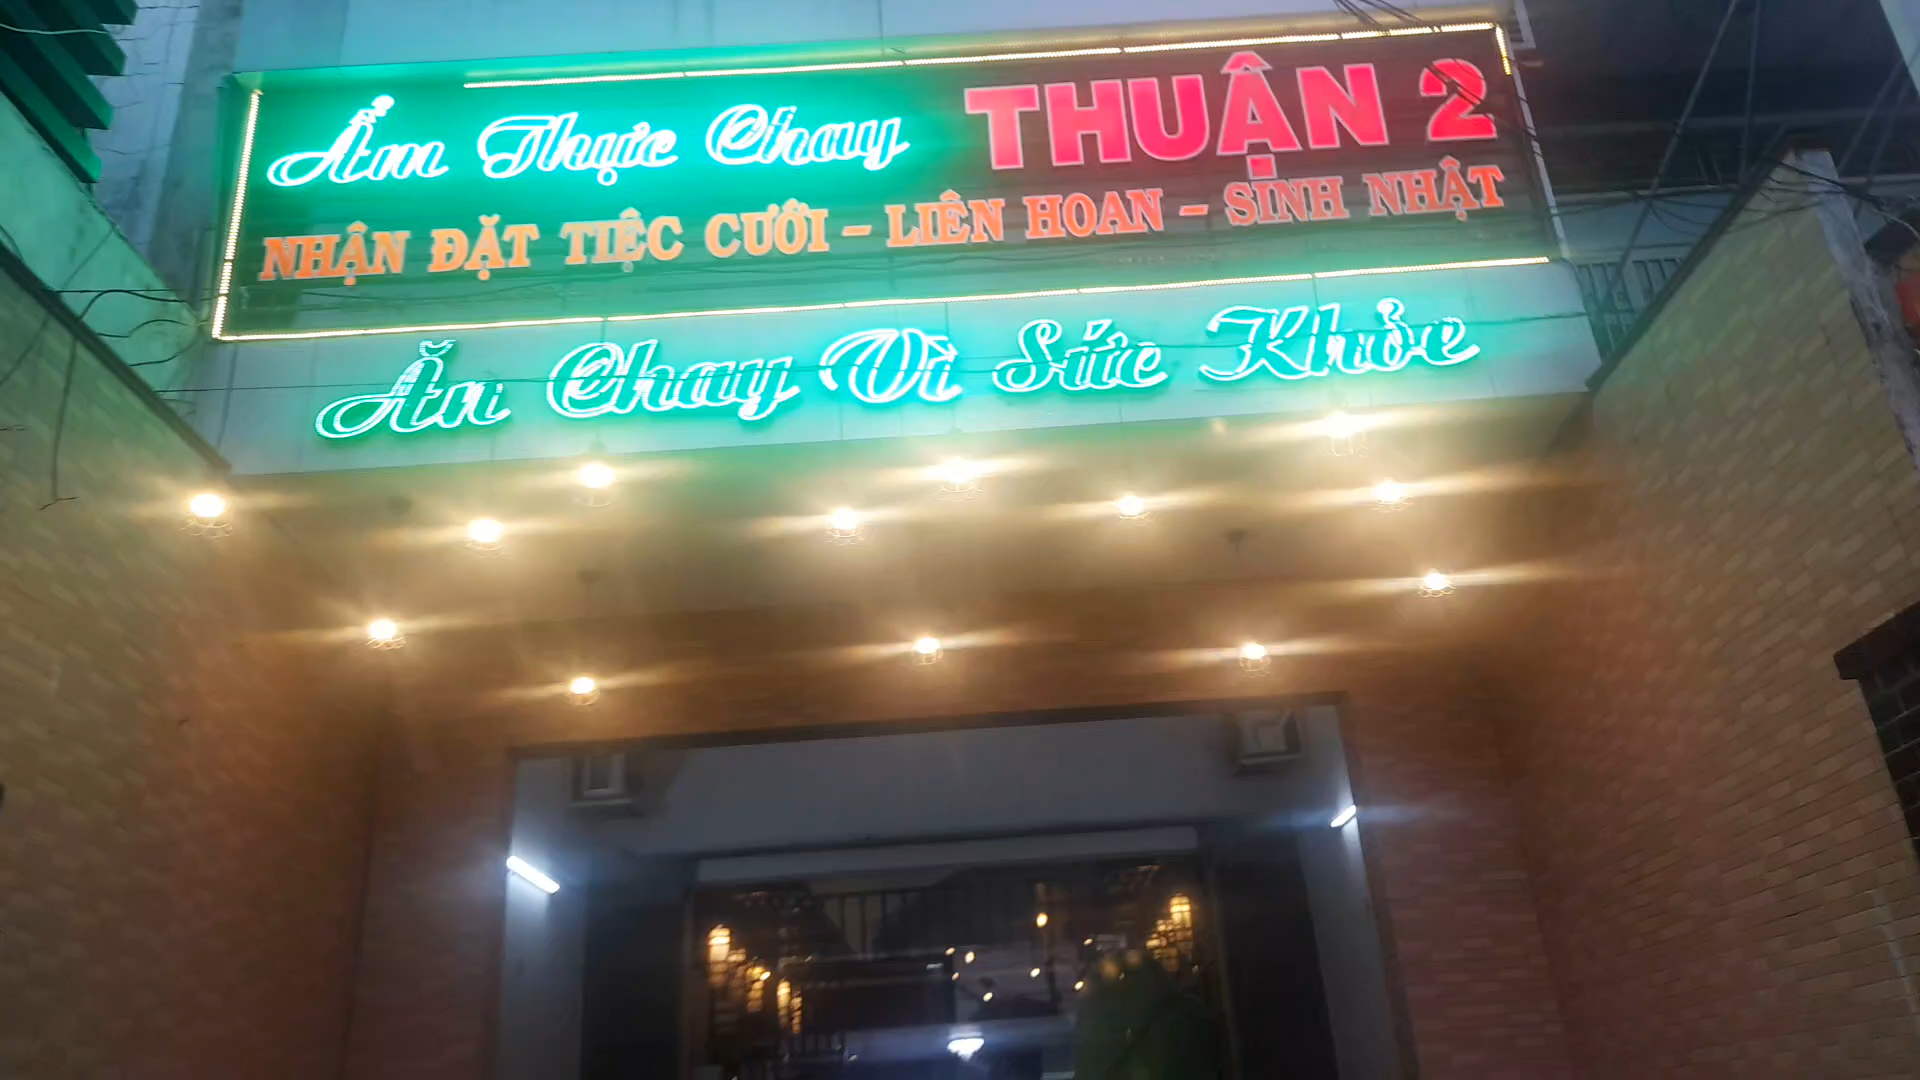 Ẩm Thực Chay THUẬN 2
NHẬN ĐẶT TIỆC CƯỚI – LIÊN HOAN – SINH NHẬT
Ăn Chay Vì Sức Khỏe